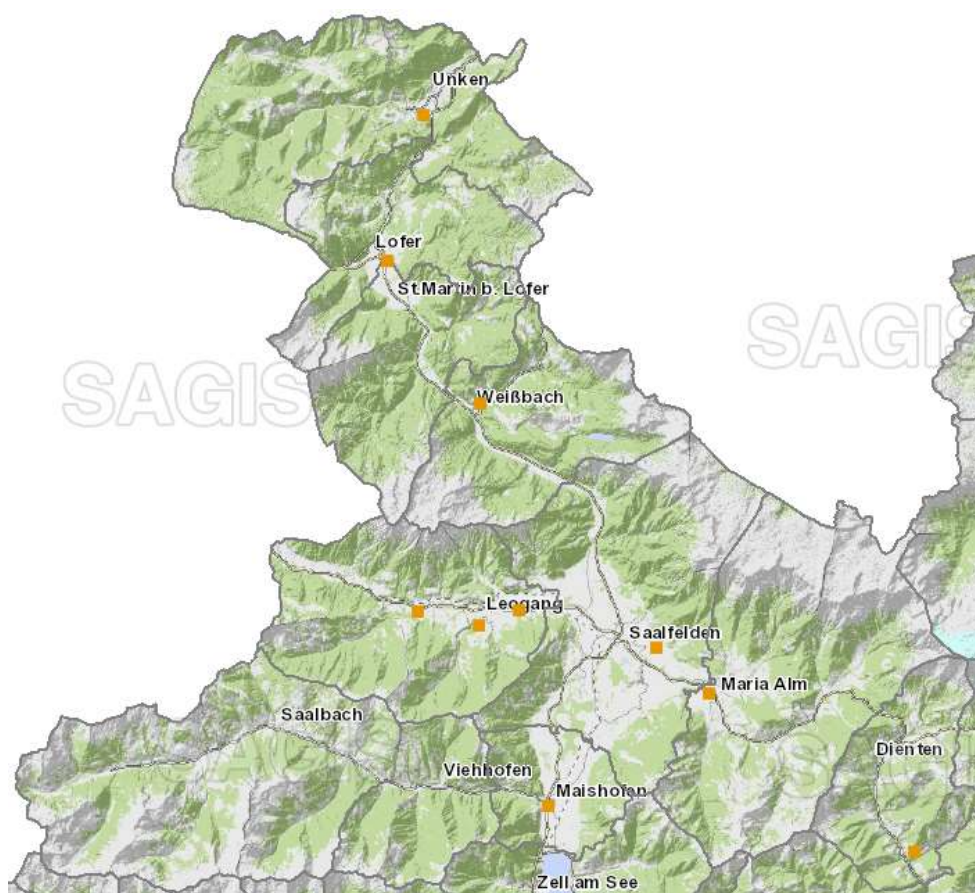 Unken
Lofer
St.Martin b. Lofer
SAGIS
SAGIS
Weißbach
Leogang
Saalfelden
Maria Alm
Saalbach
Dienten
Viehhofen
Maishofen
Zell am See